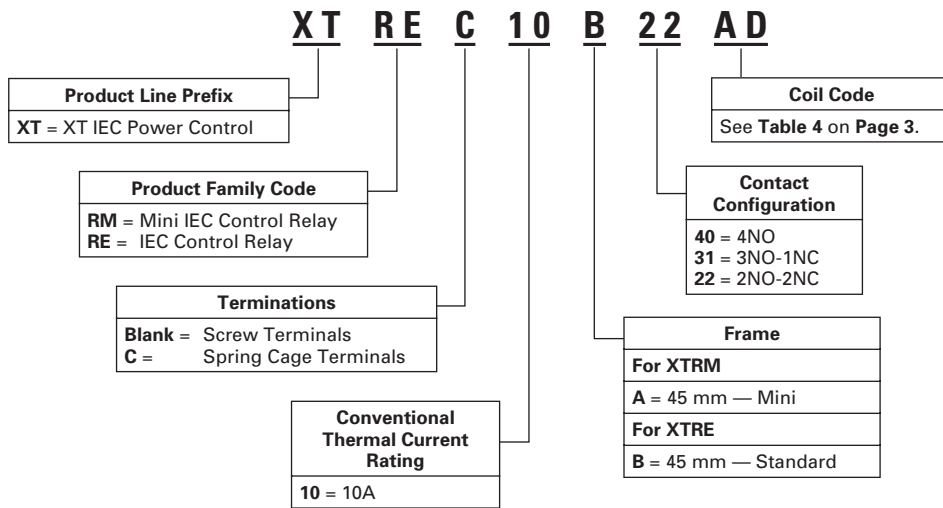 XT RE C 10 B 22 AD
Product Line Prefix
XT = XT IEC Power Control
Product Family Code
RM = Mini IEC Control Relay
RE = IEC Control Relay
Terminations
Blank = Screw Terminals
C = Spring Cage Terminals
Conventional
Thermal Current
Rating
10 = 10A
Coil Code
See Table 4 on Page 3.
Contact
Configuration
40 = 4NO
31 = 3NO-1NC
22 = 2NO-2NC
Frame
For XTRM
A = 45 mm — Mini
For XTRE
B = 45 mm — Standard